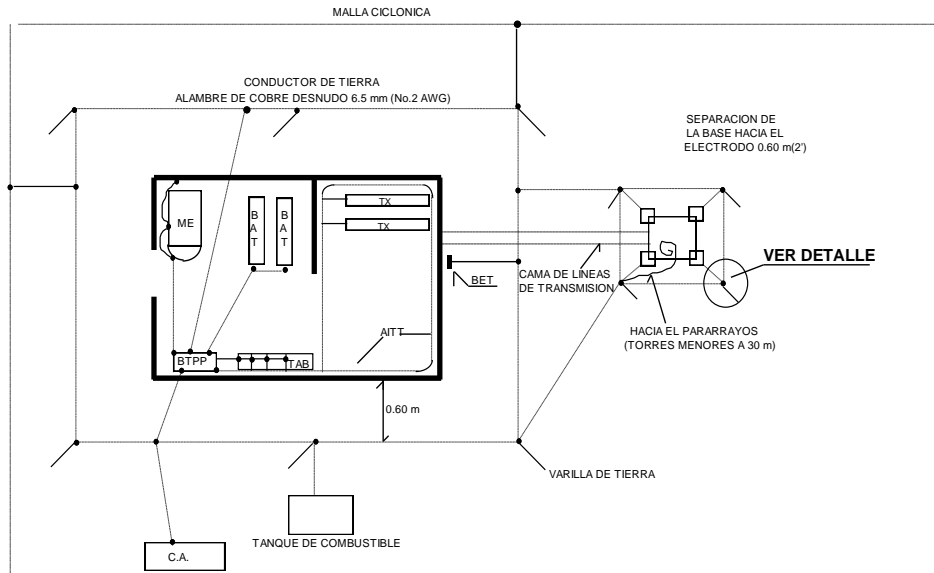 MALLA CICLONICA
CONDUCTOR DE TIERRA
ALAMBRE DE COBRE DESNUDO 6.5 mm (No.2 AWG)
SEPARACION DE
LA BASE HACIA EL
ELECTRODO 0.60 m(2')
ME
BAT
BAT
TX
TX
VER DETALLE
CAMA DE LINEAS
DE TRANSMISION
BET
HACIA EL PARARRAYOS
(TORRES MENORES A 30 m)
AITT
BTPP
TAB
0.60 m
VARILLA DE TIERRA
TANQUE DE COMBUSTIBLE
C.A.